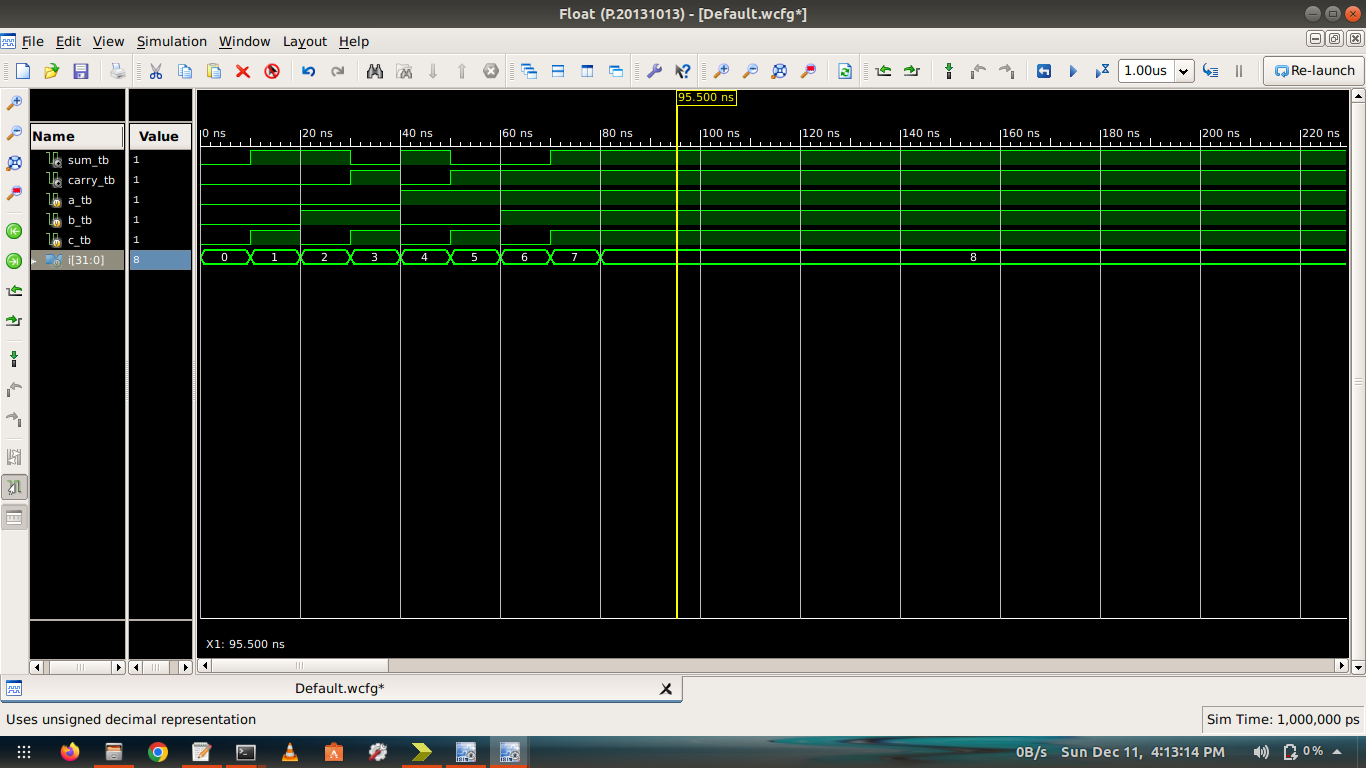 Float (P.20131013) - [Default.wcfg*]
File Edit View Simulation Window Layout Help
1.00us Re-launch
95.500 ns
Name Value
0 ns 20 ns 40 ns 60 ns 80 ns 100 ns 120 ns 140 ns 160 ns 180 ns 200 ns 220 ns
sum_tb 1
carry_tb 1
a_tb 1
b_tb 1
c_tb 1
i[31:0] 8 0 1 2 3 4 5 6 7 8
X1: 95.500 ns
Default.wcfg*
Uses unsigned decimal representation
Sim Time: 1,000,000 ps
0B/s Sun Dec 11, 4:13:14 PM 0 %